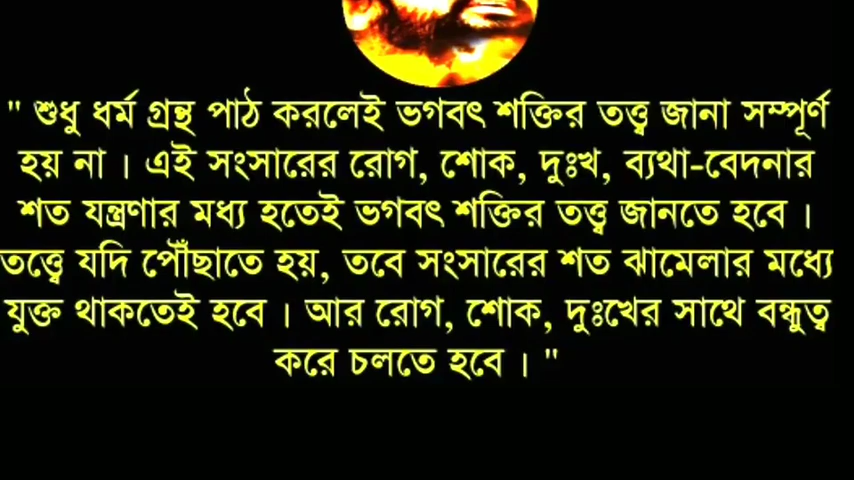 " শুধু ধর্ম গ্রন্থ পাঠ করলেই ভগবৎ শক্তির তত্ত্ব জানা সম্পূর্ণ
হয় না । এই সংসারের রোগ, শোক, দুঃখ, ব্যথা-বেদনার
শত যন্ত্রণার মধ্য হতেই ভগবৎ শক্তির তত্ত্ব জানতে হবে ।
তত্ত্বে যদি পৌঁছাতে হয়, তবে সংসারের শত ঝামেলার মধ্যে
যুক্ত থাকতেই হবে । আর রোগ, শোক, দুঃখের সাথে বন্ধুত্ব
করে চলতে হবে । "